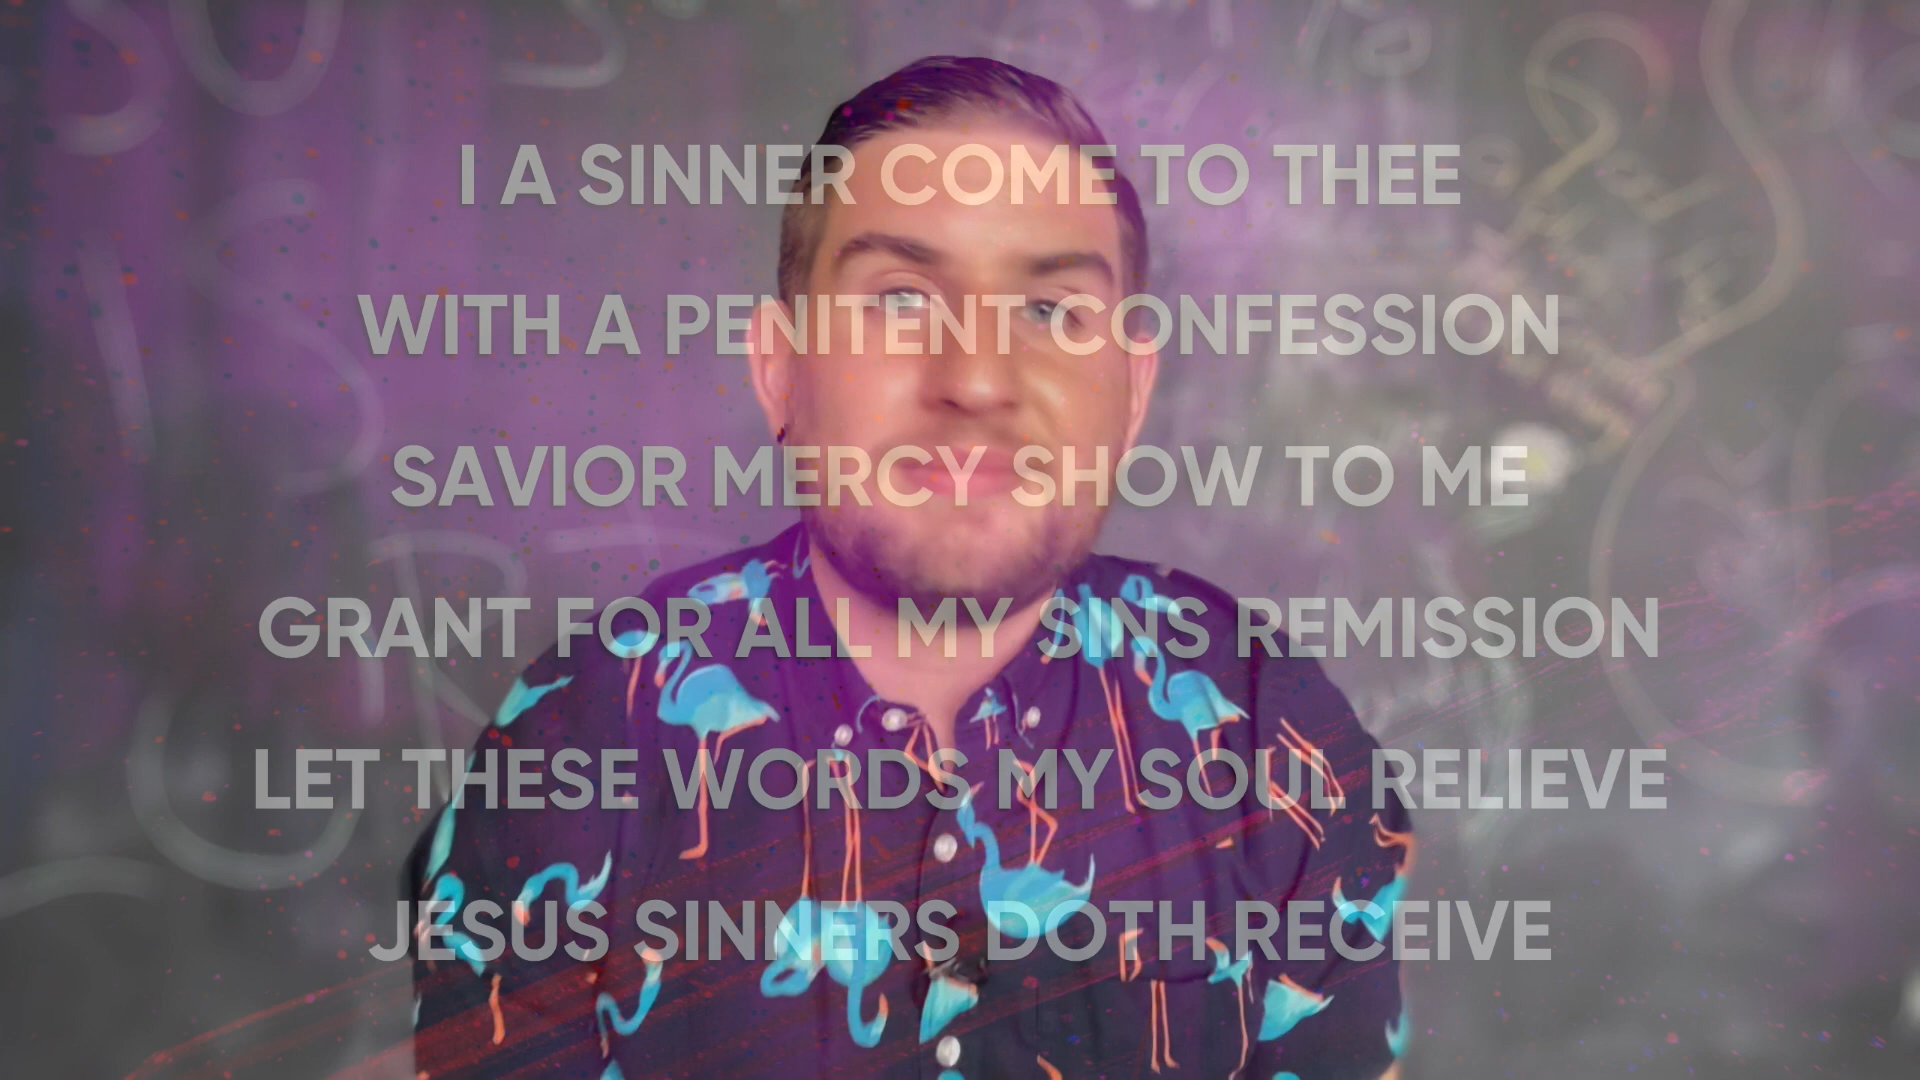 I A SINNER COME TO THEE
WITH A PENITENT CONFESSION
SAVIOR MERCY SHOW TO ME
GRANT FOR ALL MY SINS REMISSION
LET THESE WORDS MY SOUL RELIEVE
JESUS SINNERS DOTH RECEIVE